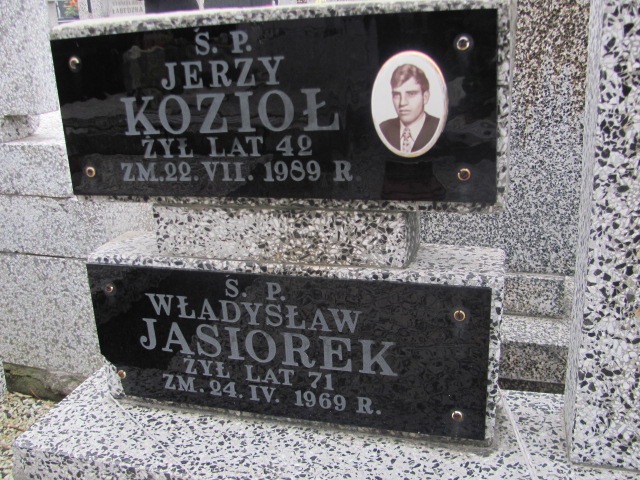 Ś. P.
JERZY
KOZIOŁ
ŻYŁ LAT 42
ZM. 22. VII. 1989 R
Ś. P.
WŁADYSŁAW
JASIOREK
ŻYŁ LAT 71
ZM. 24. IV. 1969 R.